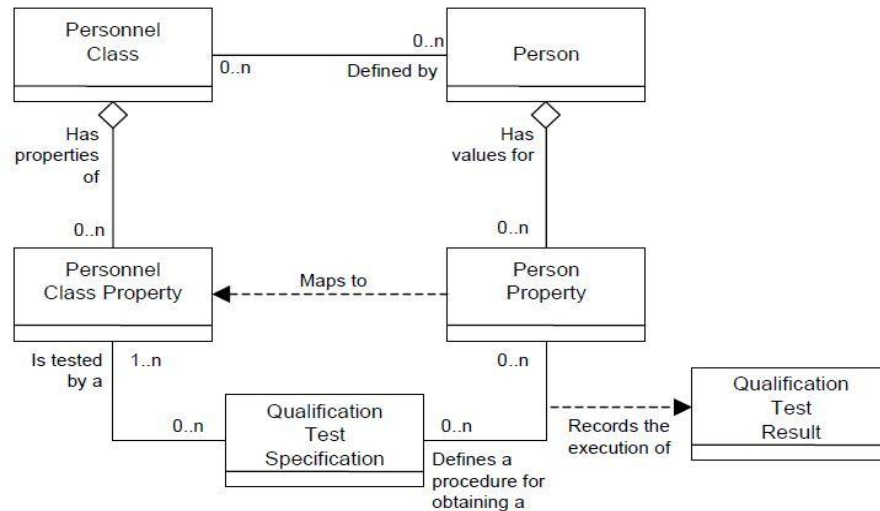 Personnel
Class
0..n
0..n
Defined by
Person
Has
properties
of
Has
values for
0..n
0..n
Personnel
Class Property
Maps to
Person
Property
Is tested
by a
1..n
0..n
Qualification
Test
Result
0..n
Qualification
Test
Specification
0..n
Records the
execution of
Defines a
procedure for
obtaining a